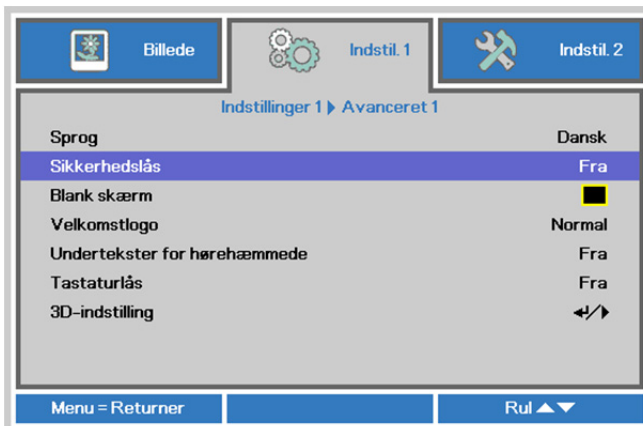 Billede
Indstil. 1
Indstil. 2
Indstillinger 1 Avanceret 1
Sprog Dansk
Sikkerhedslås Fra
Blank skærm
Velkomstlogo Normal
Undertekster for hørehæmmede Fra
Tastaturlås Fra
3D-indstilling
Menu = Returner Rul